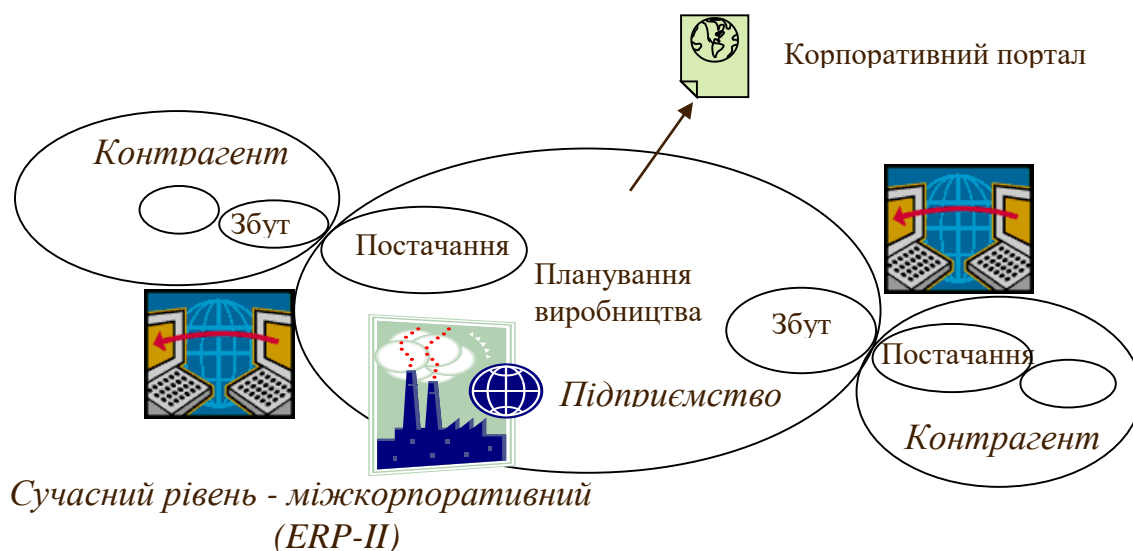 Корпоративний портал
Контрагент
Збут
Постачання
Планування
виробництва
Збут
Постачання
Підприємство
Контрагент
Сучасний рівень - міжкорпоративний
(ERP-II)